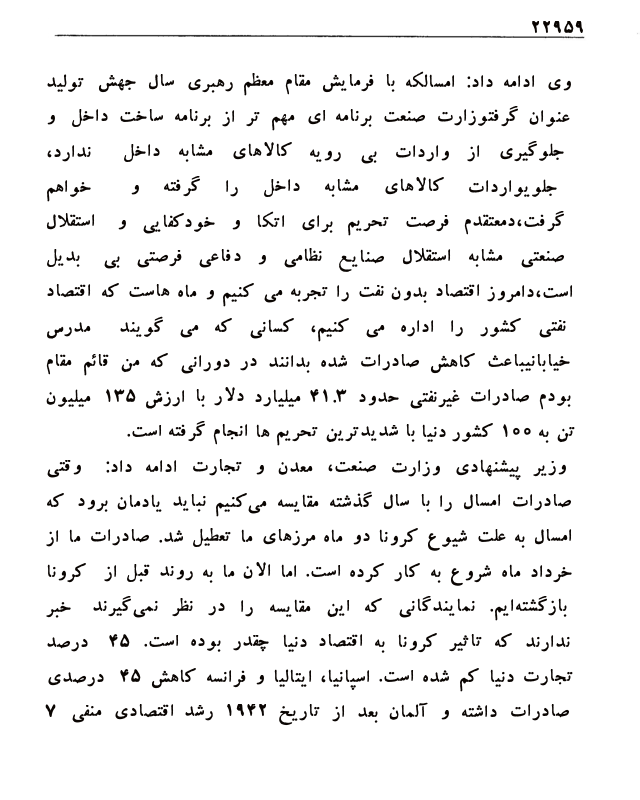 ۲۲۹۵۹
وی ادامه داد: امسالکه با فرمایش مقام معظم رهبری سال جهش تولید
عنوان گرفتوزارت صنعت برنامه ای مهم تر از برنامه ساخت داخل و
جلوگیری از واردات بی رویه کالاهای مشابه داخل ندارد،
جلویواردات کالاهای مشابه داخل را گرفته و خواهم
گرفت،دمعتقدم فرصت تحریم برای اتکا و خودکفایی و استقلال
صنعتی مشابه استقلال صنایع نظامی و دفاعی فرصتی بی بدیل
است،دامروز اقتصاد بدون نفت را تجربه می کنیم و ماه هاست که اقتصاد
نفتی کشور را اداره می کنیم، کسانی که می گویند مدرس
خیابانیباعث کاهش صادرات شده بدانند در دورانی که من قائم مقام
بودم صادرات غیرنفتی حدود ۴۱.۳ میلیارد دلار با ارزش ۱۳۵ میلیون
تن به ۱۰۰ کشور دنیا با شدیدترین تحریم ها انجام گرفته است.
وزیر پیشنهادی وزارت صنعت، معدن و تجارت ادامه داد: وقتی
صادرات امسال را با سال گذشته مقایسه می‌کنیم نباید یادمان برود که
امسال به علت شیوع کرونا دو ماه مرزهای ما تعطیل شد. صادرات ما از
خرداد ماه شروع به کار کرده است. اما الان ما به روند قبل از کرونا
بازگشته‌ایم. نمایندگانی که این مقایسه را در نظر نمی‌گیرند خبر
ندارند که تاثیر کرونا به اقتصاد دنیا چقدر بوده است. ۴۵ درصد
تجارت دنیا کم شده است. اسپانیا، ایتالیا و فرانسه کاهش ۴۵ درصدی
صادرات داشته و آلمان بعد از تاریخ ۱۹۴۲ رشد اقتصادی منفی ۷